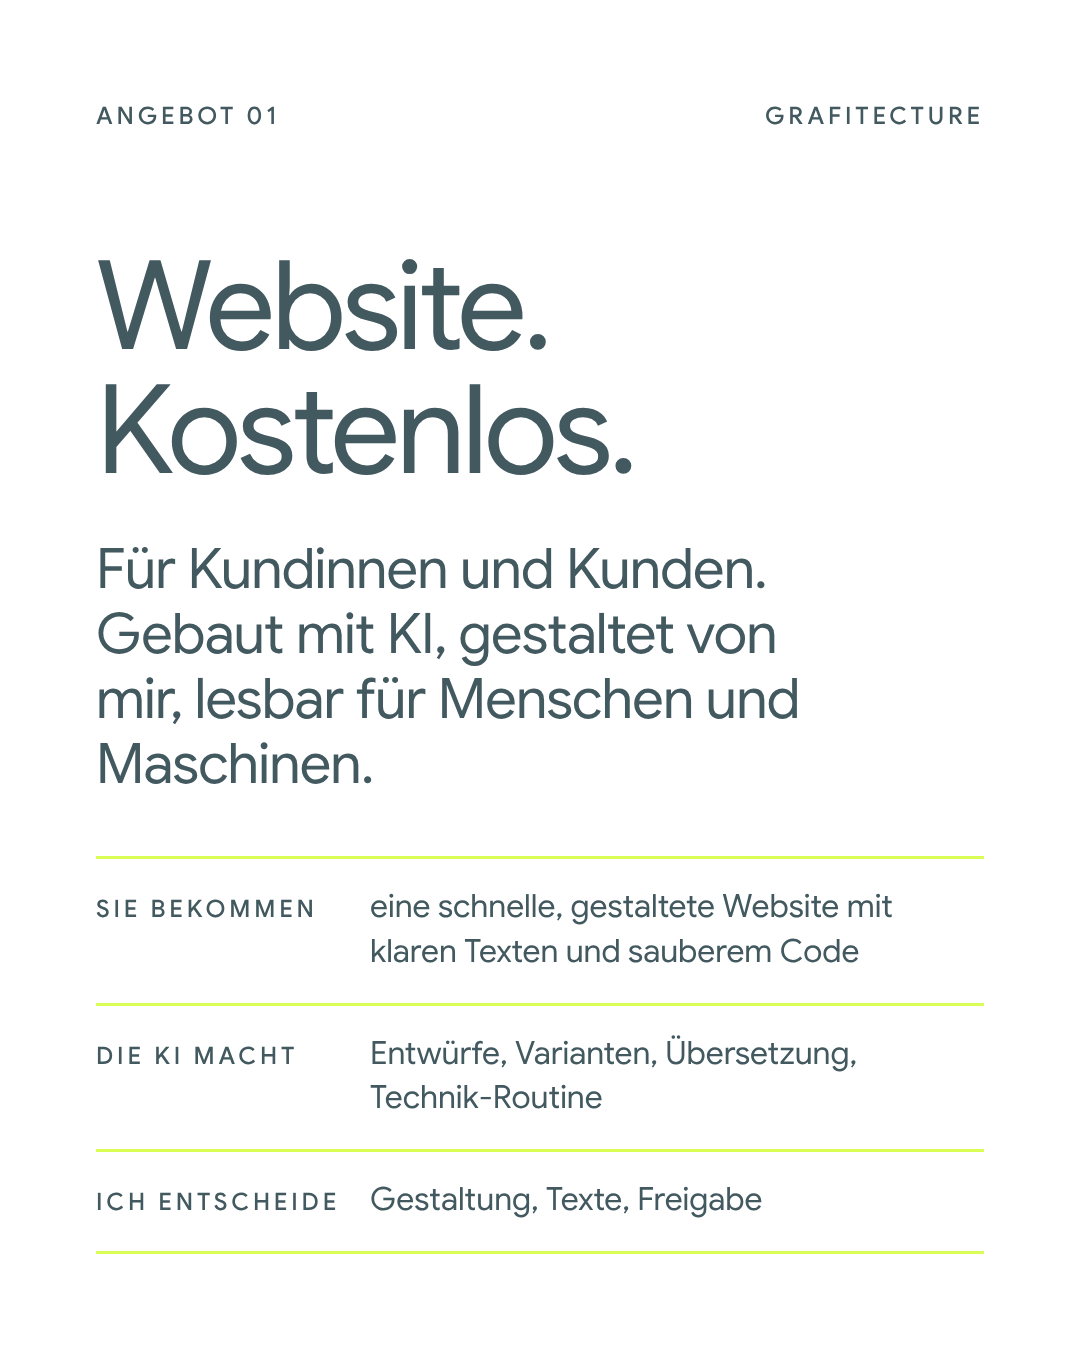 ANGEBOT 01
GRAFITECTURE
Website.
Kostenlos.
Für Kundinnen und Kunden.
Gebaut mit KI, gestaltet von
mir, lesbar für Menschen und
Maschinen.
SIE BEKOMMEN
eine schnelle, gestaltete Website mit
klaren Texten und sauberem Code
DIE KI MACHT
Entwürfe, Varianten, Übersetzung,
Technik-Routine
ICH ENTSCHEIDE
Gestaltung, Texte, Freigabe